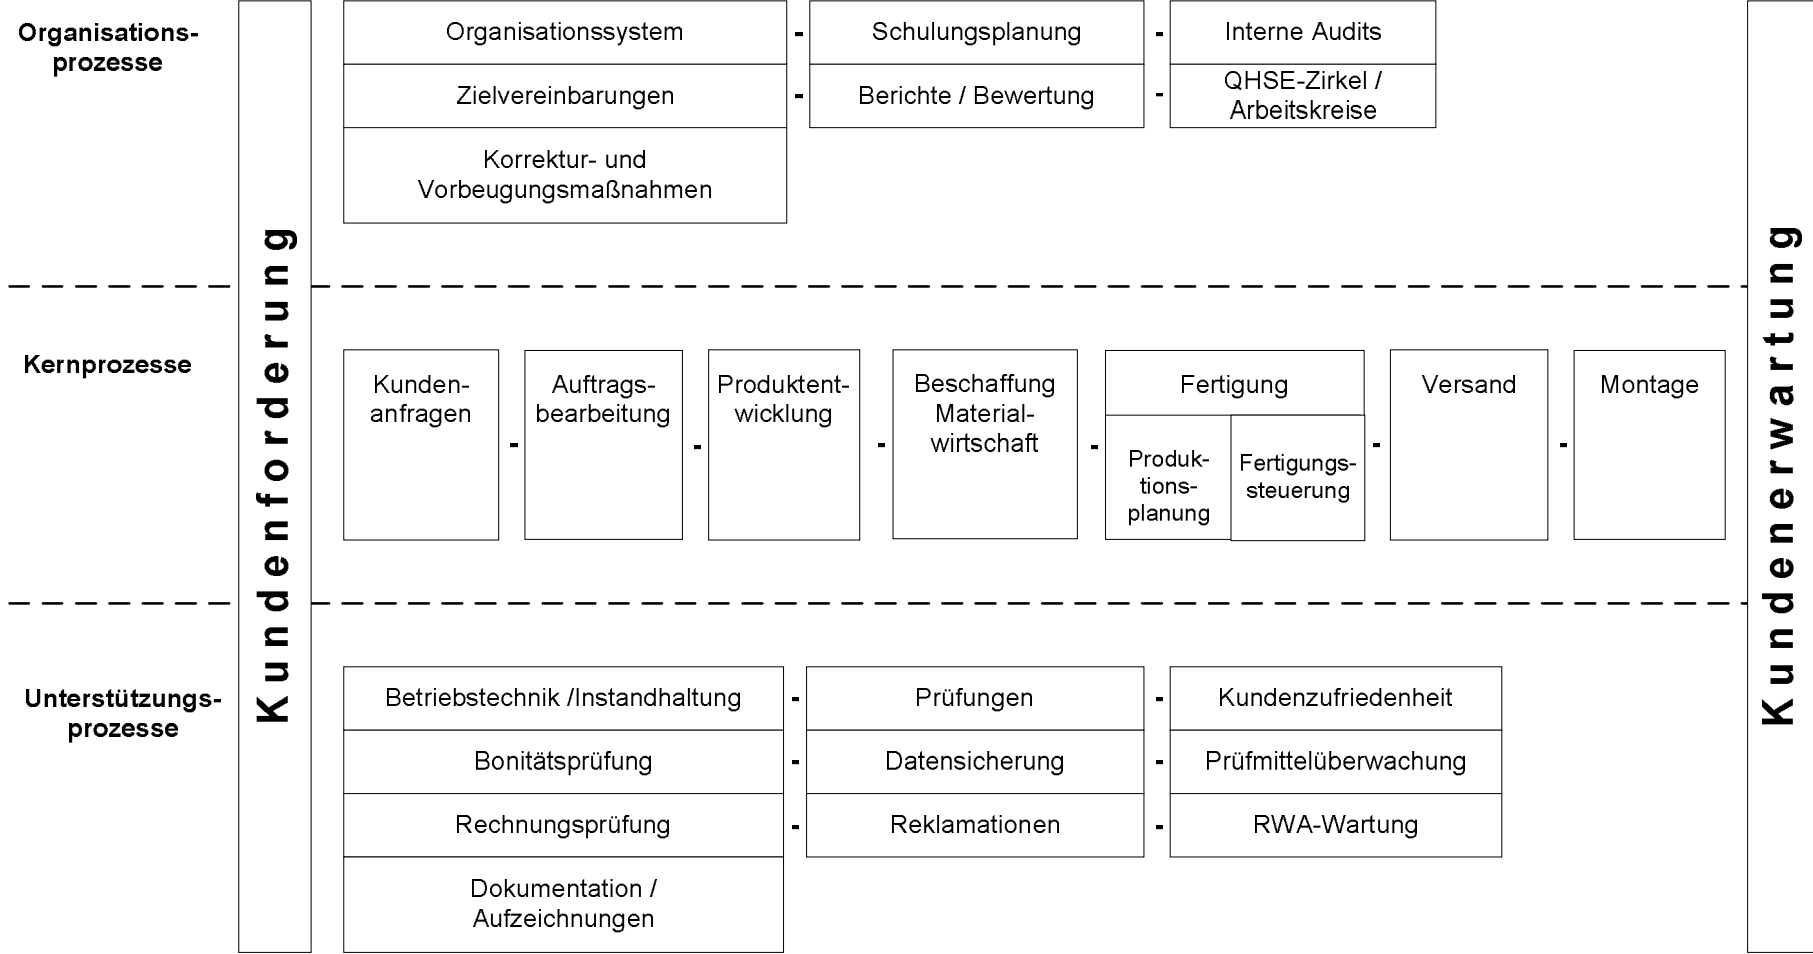 Organisations-
prozesse
Kundenforderung
Organisationssystem - Schulungsplanung - Interne Audits
Zielvereinbarungen - Berichte / Bewertung - QHSE-Zirkel /
Arbeitskreise
Korrektur- und
Vorbeugungsmaßnahmen
Kundenerwartung
Kernprozesse
Kunden-
anfragen
-
Auftrags-
bearbeitung
-
Produktent-
wicklung
-
Beschaffung
Material-
wirtschaft
-
Fertigung
Produk-
tions-
planung
Fertigungs-
steuerung
-
Versand
-
Montage
Unterstützungs-
prozesse
Betriebstechnik /Instandhaltung - Prüfungen - Kundenzufriedenheit
Bonitätsprüfung - Datensicherung - Prüfmittelüberwachung
Rechnungsprüfung - Reklamationen - RWA-Wartung
Dokumentation /
Aufzeichnungen